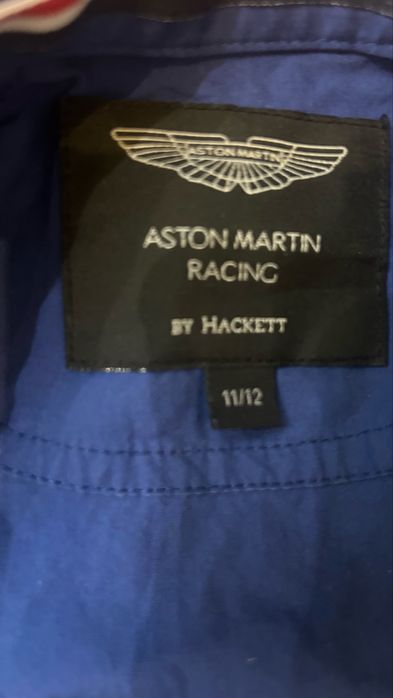 ASTON MARTIN
ASTON MARTIN
RACING
BY HACKETT
11/12